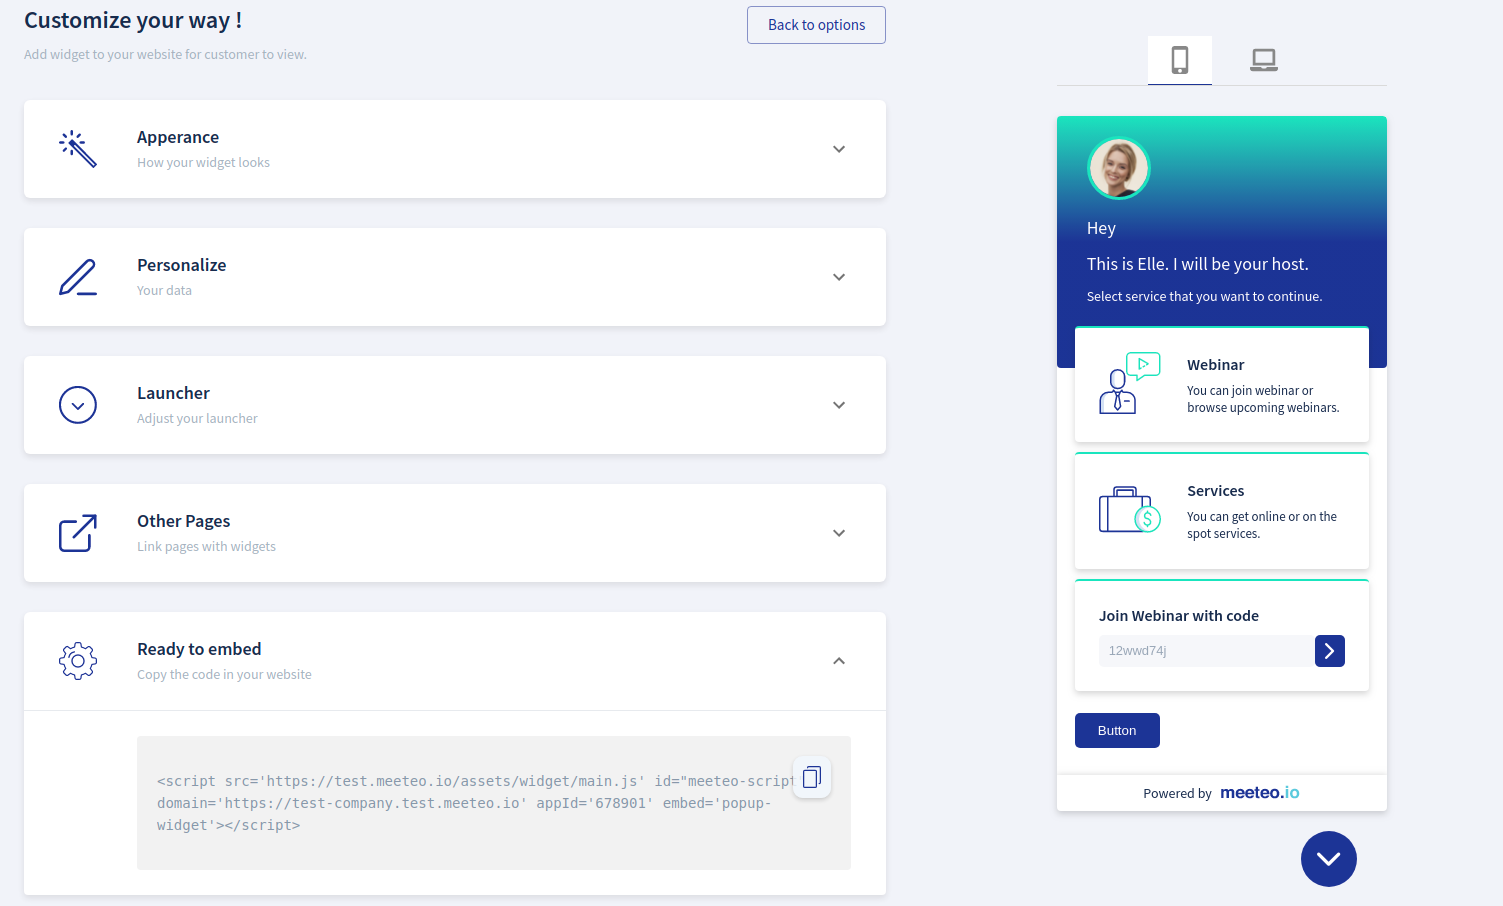 Customize your way !
Back to options
Add widget to your website for customer to view.
Apperance
How your widget looks
Personalize
Your data
Launcher
Adjust your launcher
Other Pages
Link pages with widgets
Ready to embed
Copy the code in your website
<script src='https://test.meeteo.io/assets/widget/main.js' id="meeteo-script
domain='https://test-company.test.meeteo.io' appId='678901' embed='popup-
widget'></script>
Hey
This is Elle. I will be your host.
Select service that you want to continue.
Webinar
You can join webinar or
browse upcoming webinars.
Services
You can get online or on the
spot services.
$
Join Webinar with code
12wwd74j
Button
Powered by meeteo.io